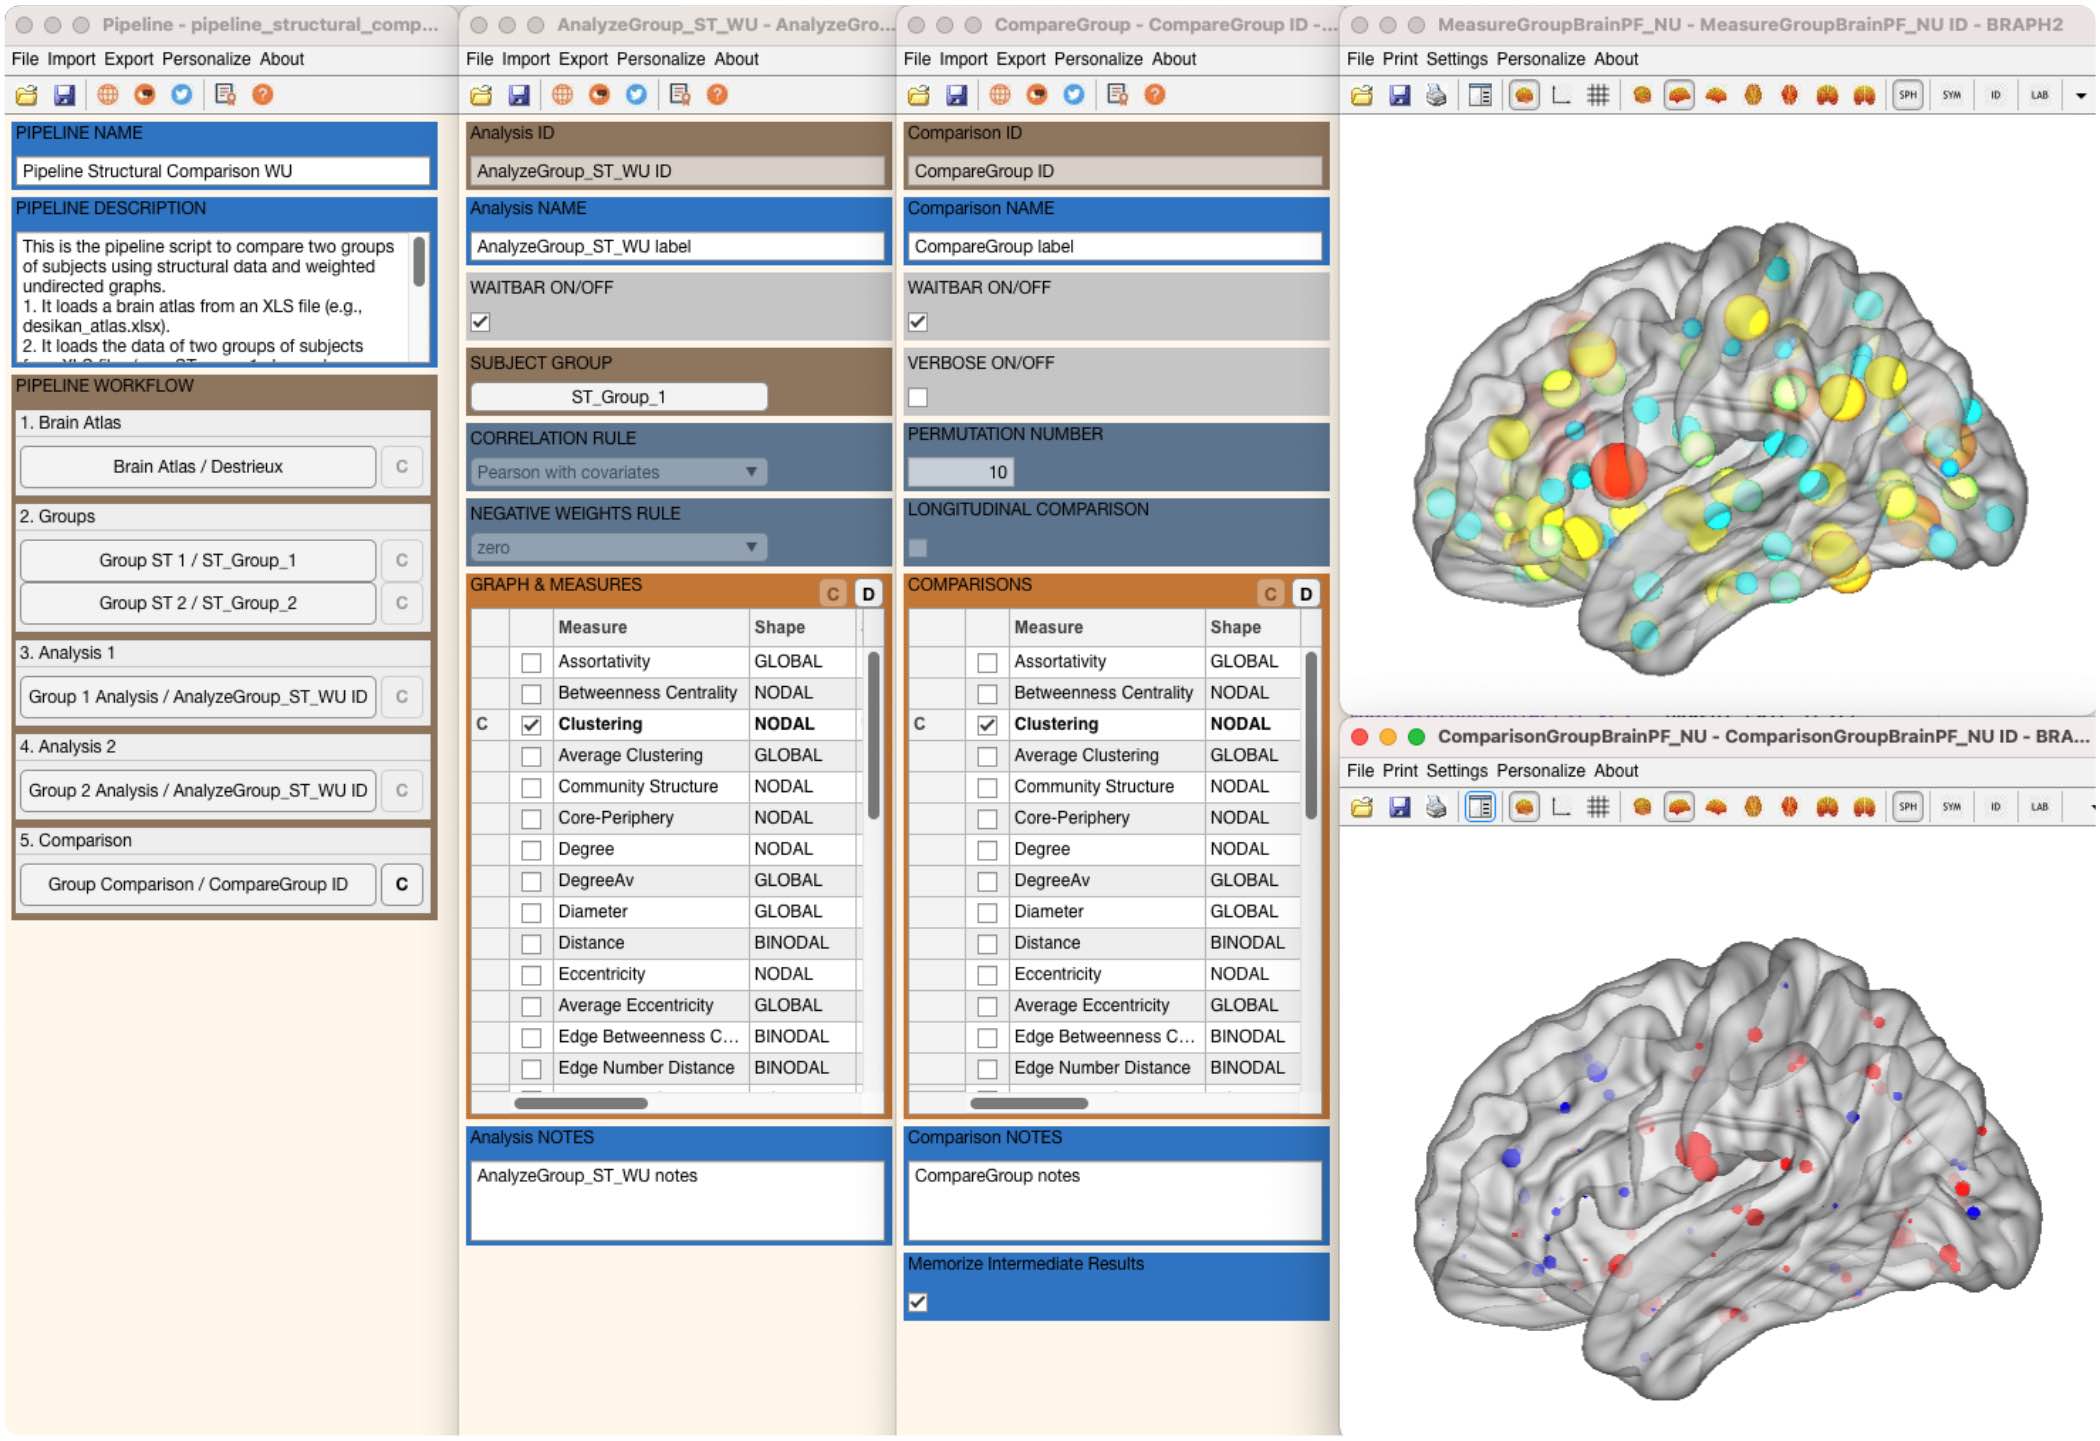 Pipeline - pipeline_structural_comp...
File Import Export Personalize About
PIPELINE NAME
Pipeline Structural Comparison WU
PIPELINE DESCRIPTION
This is the pipeline script to compare two groups
of subjects using structural data and weighted
undirected graphs.
1. It loads a brain atlas from an XLS file (e.g.,
desikan_atlas.xlsx).
2. It loads the data of two groups of subjects
PIPELINE WORKFLOW
1. Brain Atlas
Brain Atlas / Destrieux C
2. Groups
Group ST 1 / ST_Group_1 C
Group ST 2 / ST_Group_2 C
3. Analysis 1
Group 1 Analysis / AnalyzeGroup_ST_WU ID C
4. Analysis 2
Group 2 Analysis / AnalyzeGroup_ST_WU ID C
5. Comparison
Group Comparison / CompareGroup ID C
AnalyzeGroup_ST_WU - AnalyzeGro...
File Import Export Personalize About
Analysis ID
AnalyzeGroup_ST_WU ID
Analysis NAME
AnalyzeGroup_ST_WU label
WAITBAR ON/OFF
SUBJECT GROUP
ST_Group_1
CORRELATION RULE
Pearson with covariates
NEGATIVE WEIGHTS RULE
zero
GRAPH & MEASURES C D
Measure Shape
Assortativity GLOBAL
Betweenness Centrality NODAL
C Clustering NODAL
Average Clustering GLOBAL
Community Structure NODAL
Core-Periphery NODAL
Degree NODAL
DegreeAv GLOBAL
Diameter GLOBAL
Distance BINODAL
Eccentricity NODAL
Average Eccentricity GLOBAL
Edge Betweenness C... BINODAL
Edge Number Distance BINODAL
Analysis NOTES
AnalyzeGroup_ST_WU notes
CompareGroup - CompareGroup ID -...
File Import Export Personalize About
Comparison ID
CompareGroup ID
Comparison NAME
CompareGroup label
WAITBAR ON/OFF
VERBOSE ON/OFF
PERMUTATION NUMBER
10
LONGITUDINAL COMPARISON
COMPARISONS C D
Measure Shape
Assortativity GLOBAL
Betweenness Centrality NODAL
C Clustering NODAL
Average Clustering GLOBAL
Community Structure NODAL
Core-Periphery NODAL
Degree NODAL
DegreeAv GLOBAL
Diameter GLOBAL
Distance BINODAL
Eccentricity NODAL
Average Eccentricity GLOBAL
Edge Betweenness C... BINODAL
Edge Number Distance BINODAL
Comparison NOTES
CompareGroup notes
Memorize Intermediate Results
MeasureGroupBrainPF_NU - MeasureGroupBrainPF_NU ID - BRAPH2
File Print Settings Personalize About
SPH SYM ID LAB
ComparisonGroupBrainPF_NU - ComparisonGroupBrainPF_NU ID - BRA...
File Print Settings Personalize About
SPH SYM ID LAB